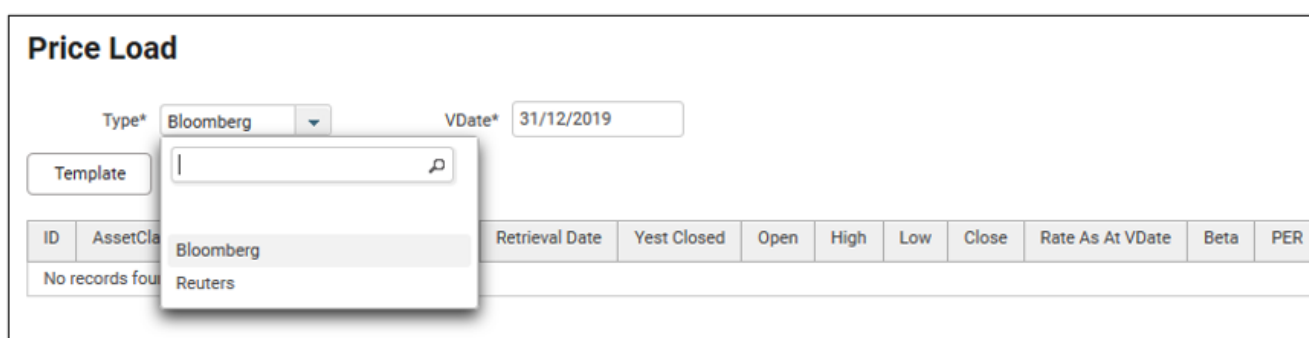 Price Load
Type* Bloomberg VDate* 31/12/2019
Template
ID AssetCla Retrieval Date Yest Closed Open High Low Close Rate As At VDate Beta PER
Bloomberg
No records fou
Reuters